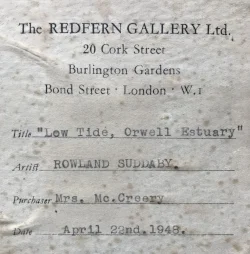 The REDFERN GALLERY Ltd.
20 Cork Street
Burlington Gardens
Bond Street · London · W.1
Title "Low Tide, Orwell Estuary"
Artist ROWLAND SUDDABY.
Purchaser Mrs. Mc.Creery
Date April 22nd.1948.